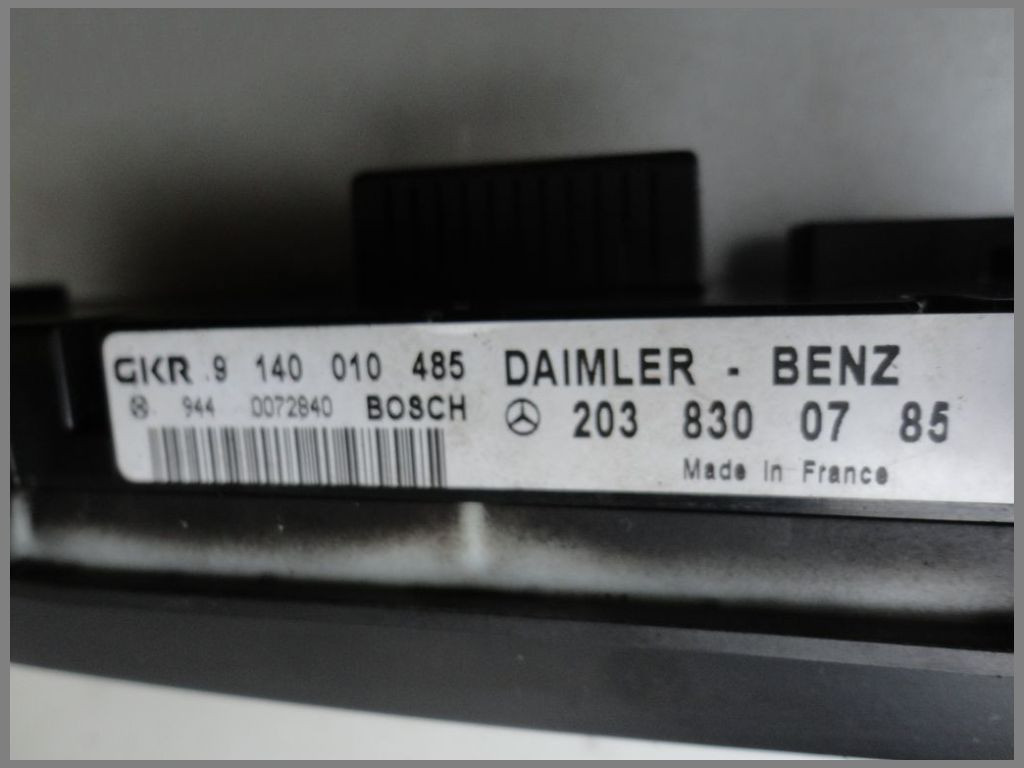 GKR 9 140 010 485 DAIMLER - BENZ
944 0072840 BOSCH 203 830 07 85
Made in France